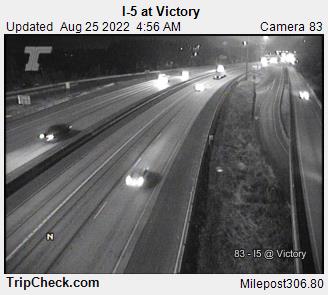 I-5 at Victory
Updated Aug 25 2022 4:56 AM Camera 83
T
N
83 - I5 @ Victory
TripCheck.com Milepost306.80